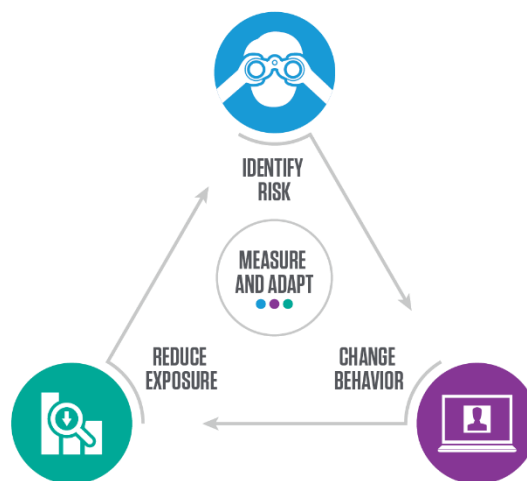 IDENTIFY
RISK
MEASURE
AND ADAPT
REDUCE
EXPOSURE
CHANGE
BEHAVIOR